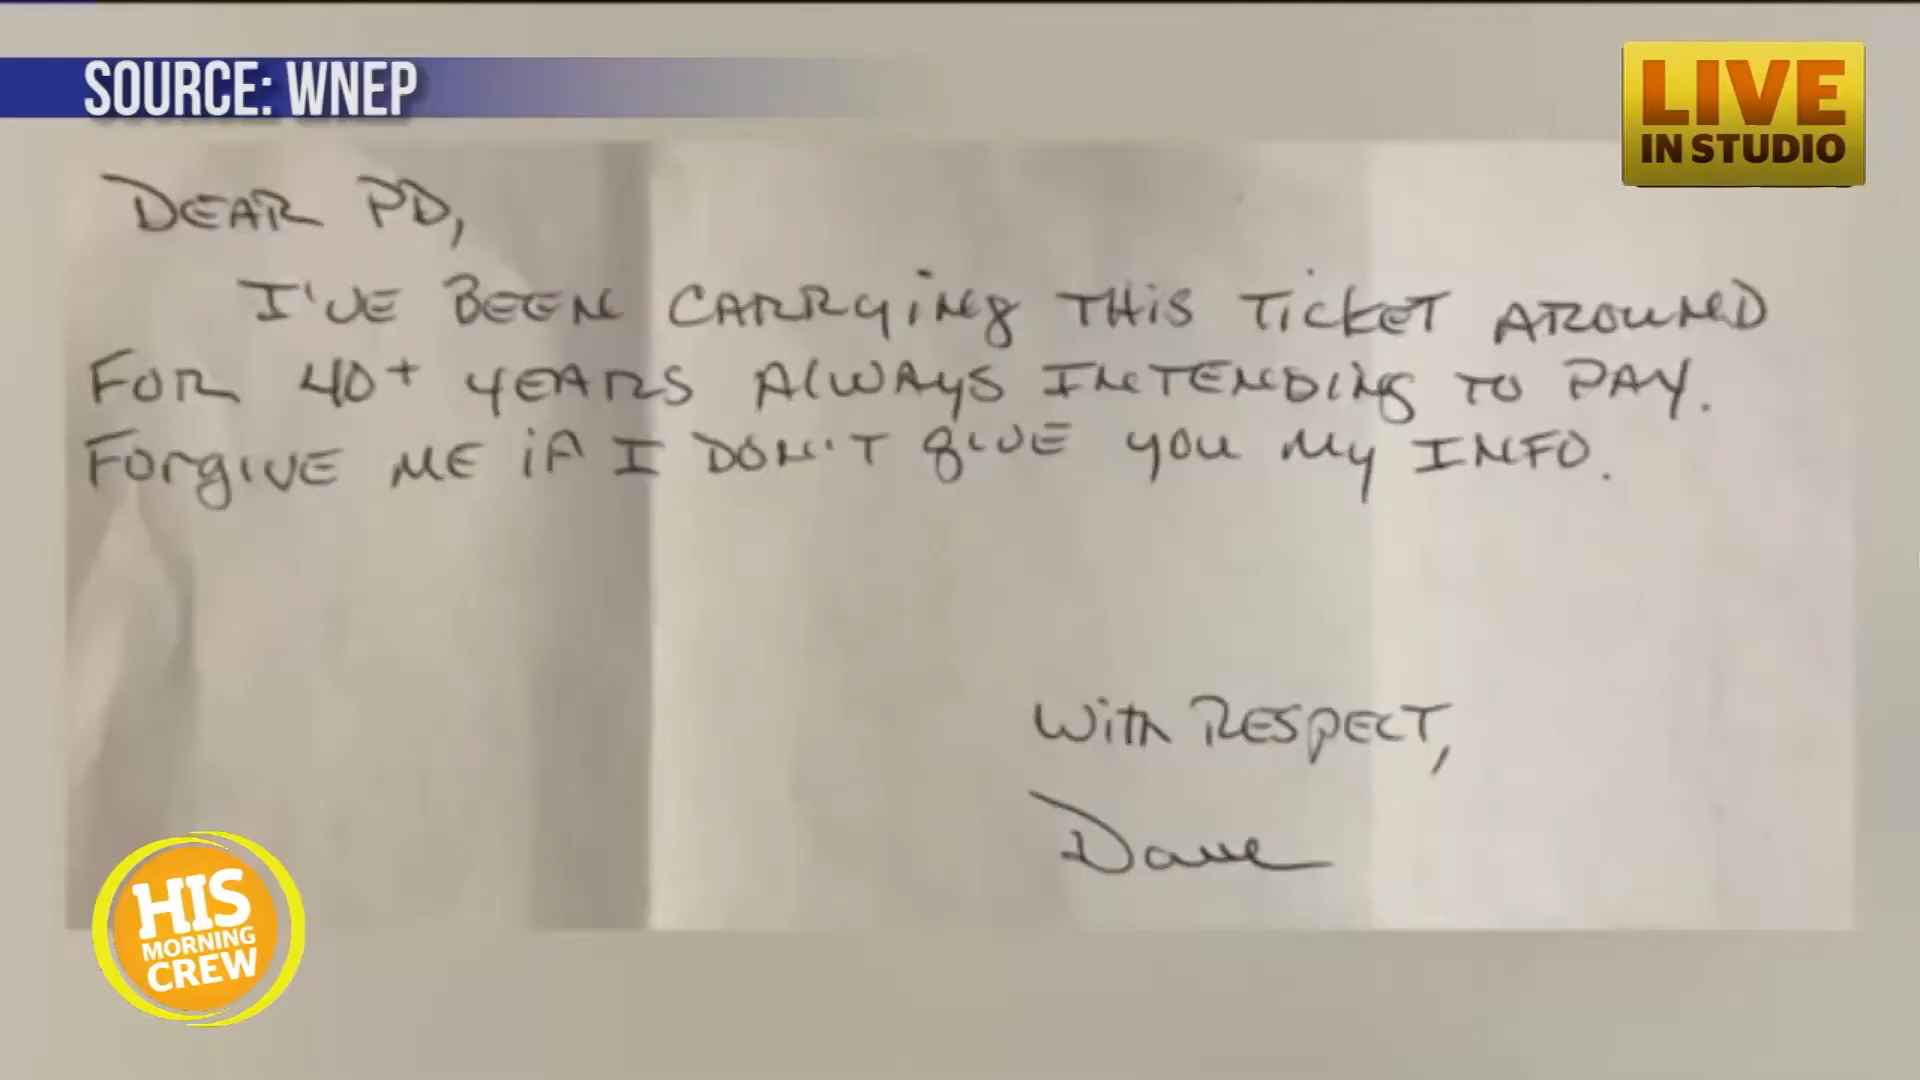 SOURCE: WNEP
LIVE
IN STUDIO
DEAR PD,
I'VE BEEN CARRYING THIS TICKET AROUND
FOR 40+ YEARS ALWAYS INTENDING TO PAY.
FORGIVE ME IF I DON'T GIVE YOU MY INFO.
WITH RESPECT,
Dave
HIS
MORNING
CREW